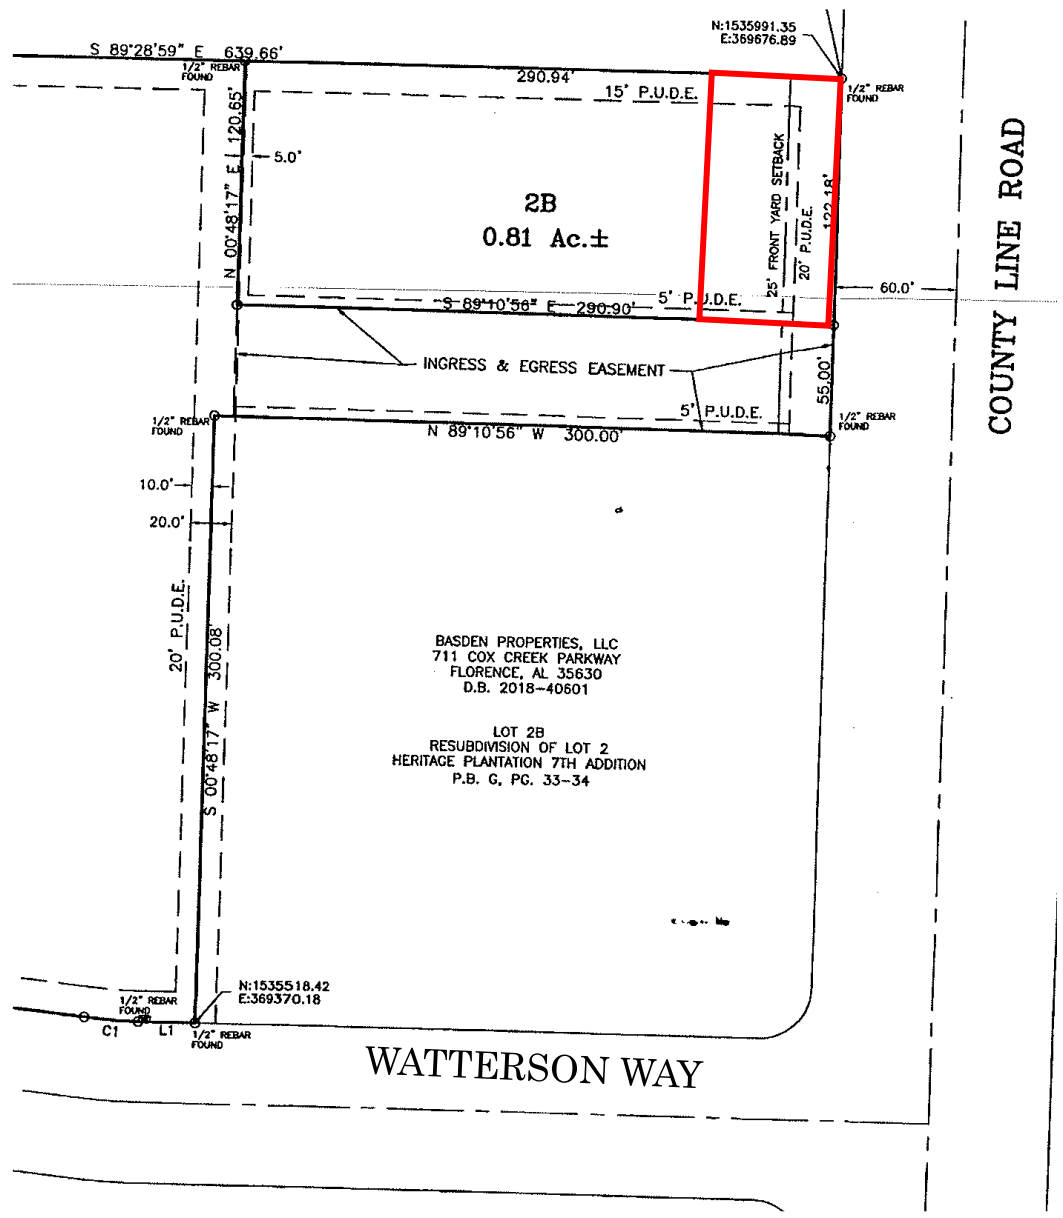 N:1535991.35
E:369676.89
S 89°28'59" E 639.66'
1/2" REBAR
FOUND
290.94'
15' P.U.D.E.
1/2" REBAR
FOUND
N 00°48'17" E 120.65'
5.0'
2B
0.81 Ac.±
25' FRONT YARD SETBACK
20' P.U.D.E.
122.18'
COUNTY LINE ROAD
60.0'
5' P.U.D.E.
S 89°10'56" E 290.90'
INGRESS & EGRESS EASEMENT
55.00'
5' P.U.D.E.
1/2" REBAR
FOUND
1/2" REBAR
FOUND
N 89°10'56" W 300.00'
10.0'
20.0'
20' P.U.D.E.
S 00°48'17" W 300.08'
BASDEN PROPERTIES, LLC
711 COX CREEK PARKWAY
FLORENCE, AL 35630
D.B. 2018-40601
LOT 2B
RESUBDIVISION OF LOT 2
HERITAGE PLANTATION 7TH ADDITION
P.B. G, PG. 33-34
N:1535518.42
E:369370.18
1/2" REBAR
FOUND
C1
L1
1/2" REBAR
FOUND
WATTERSON WAY